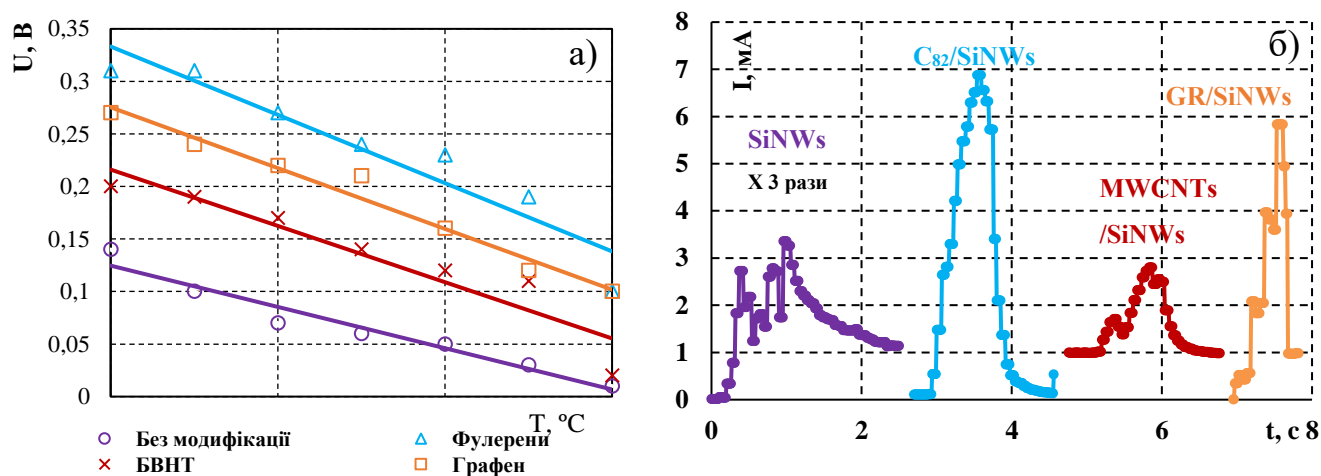 U, В
0,35
0,3
0,25
0,2
0,15
0,1
0,05
0
а)
T, ºC
Без модифікації
Фулерени
БВНТ
Графен
I, мА
8
7
6
5
4
3
2
1
0
б)
C₈₂/SiNWs
GR/SiNWs
SiNWs
X 3 рази
MWCNTs
/SiNWs
0 2 4 6 t, c 8